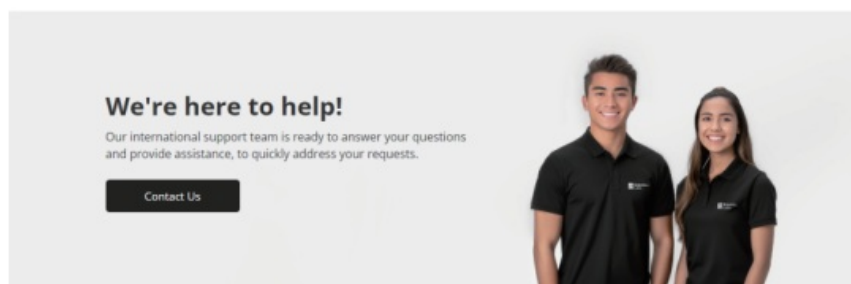 We're here to help!
Our international support team is ready to answer your questions
and provide assistance, to quickly address your requests.
Contact Us